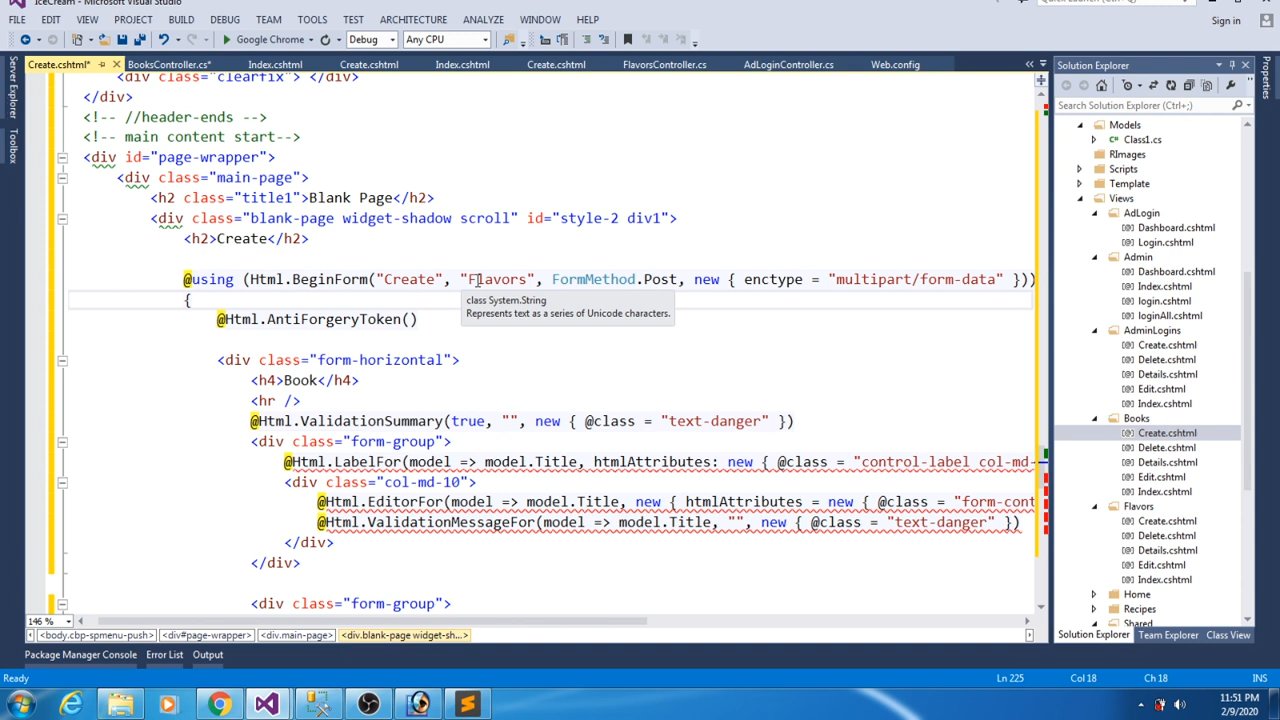 IceCream - Microsoft Visual Studio
FILE EDIT VIEW PROJECT BUILD DEBUG TEAM TOOLS TEST ARCHITECTURE ANALYZE WINDOW HELP Sign in
Google Chrome Debug Any CPU
Create.cshtml* BooksController.cs* Index.cshtml Create.cshtml Index.cshtml Create.cshtml FlavorsController.cs AdLoginController.cs Web.config
Server Explorer
Toolbox
<div class="clearfix"> </div>
</div>
<!-- //header-ends -->
<!-- main content start-->
<div id="page-wrapper">
<div class="main-page">
<h2 class="title1">Blank Page</h2>
<div class="blank-page widget-shadow scroll" id="style-2 div1">
<h2>Create</h2>
@using (Html.BeginForm("Create", "Flavors", FormMethod.Post, new { enctype = "multipart/form-data" }))
{
class System.String
Represents text as a series of Unicode characters.
@Html.AntiForgeryToken()
<div class="form-horizontal">
<h4>Book</h4>
<hr />
@Html.ValidationSummary(true, "", new { @class = "text-danger" })
<div class="form-group">
@Html.LabelFor(model => model.Title, htmlAttributes: new { @class = "control-label col-md-
<div class="col-md-10">
@Html.EditorFor(model => model.Title, new { htmlAttributes = new { @class = "form-cont
@Html.ValidationMessageFor(model => model.Title, "", new { @class = "text-danger" })
</div>
</div>
<div class="form-group">
146 %
<body.cbp-spmenu-push> <div#page-wrapper> <div.main-page> <div.blank-page widget-sh...>
Package Manager Console Error List Output
Solution Explorer
Search Solution Explorer (Ctrl+;)
Models
Class1.cs
RImages
Scripts
Template
Views
AdLogin
Dashboard.cshtml
Login.cshtml
Admin
Dashboard.cshtml
Index.cshtml
login.cshtml
loginAll.cshtml
AdminLogins
Create.cshtml
Delete.cshtml
Details.cshtml
Edit.cshtml
Index.cshtml
Books
Create.cshtml
Delete.cshtml
Details.cshtml
Edit.cshtml
Index.cshtml
Flavors
Create.cshtml
Delete.cshtml
Details.cshtml
Edit.cshtml
Index.cshtml
Home
Recipes
Shared
Solution Explorer Team Explorer Class View
Properties
Ready Ln 225 Col 18 Ch 18 INS
11:51 PM
2/9/2020